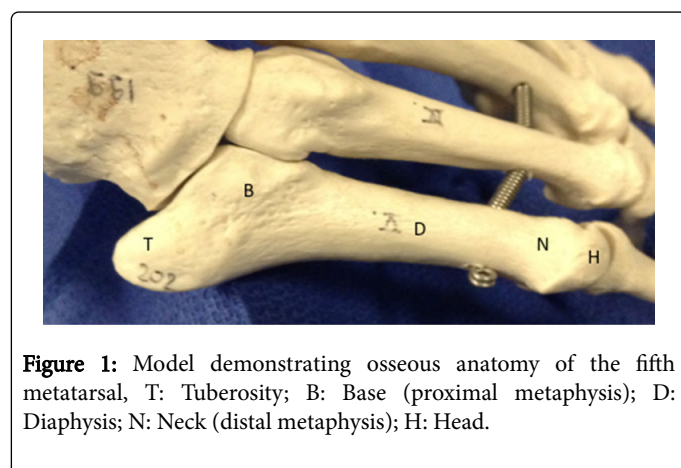 IV
B
V
D
T
N
H
202
Figure 1: Model demonstrating osseous anatomy of the fifth
metatarsal, T: Tuberosity; B: Base (proximal metaphysis); D:
Diaphysis; N: Neck (distal metaphysis); H: Head.